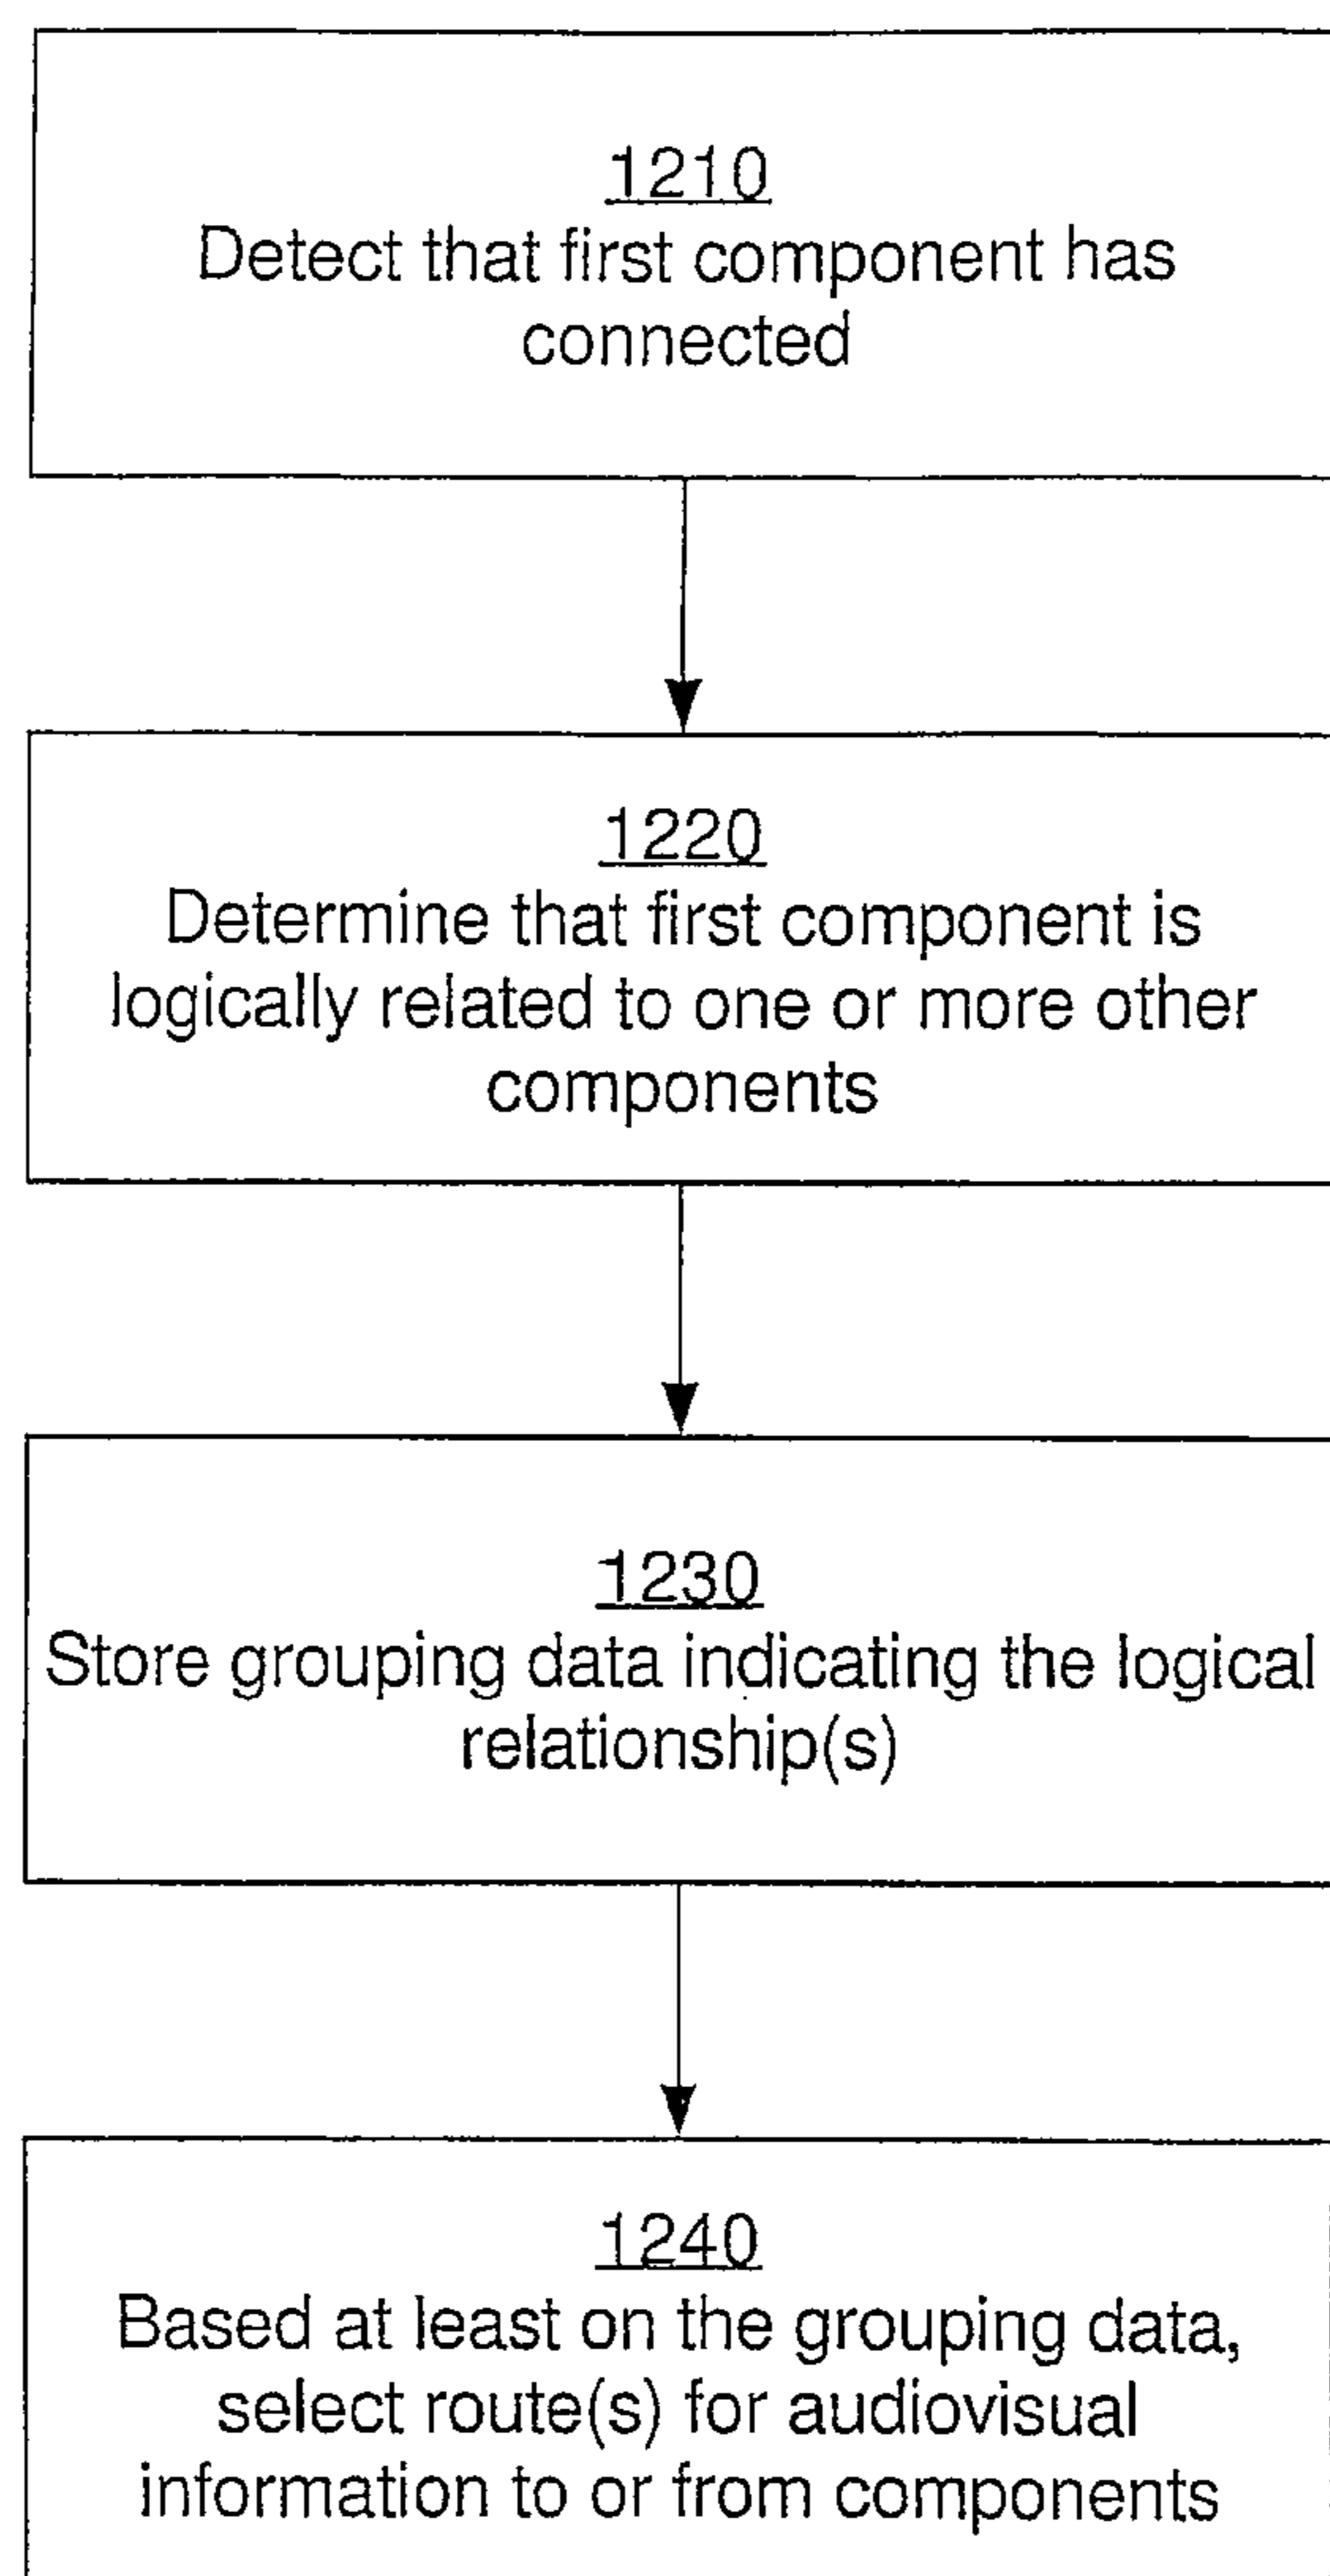 1210
Detect that first component has
connected
1220
Determine that first component is
logically related to one or more other
components
1230
Store grouping data indicating the logical
relationship(s)
1240
Based at least on the grouping data,
select route(s) for audiovisual
information to or from components